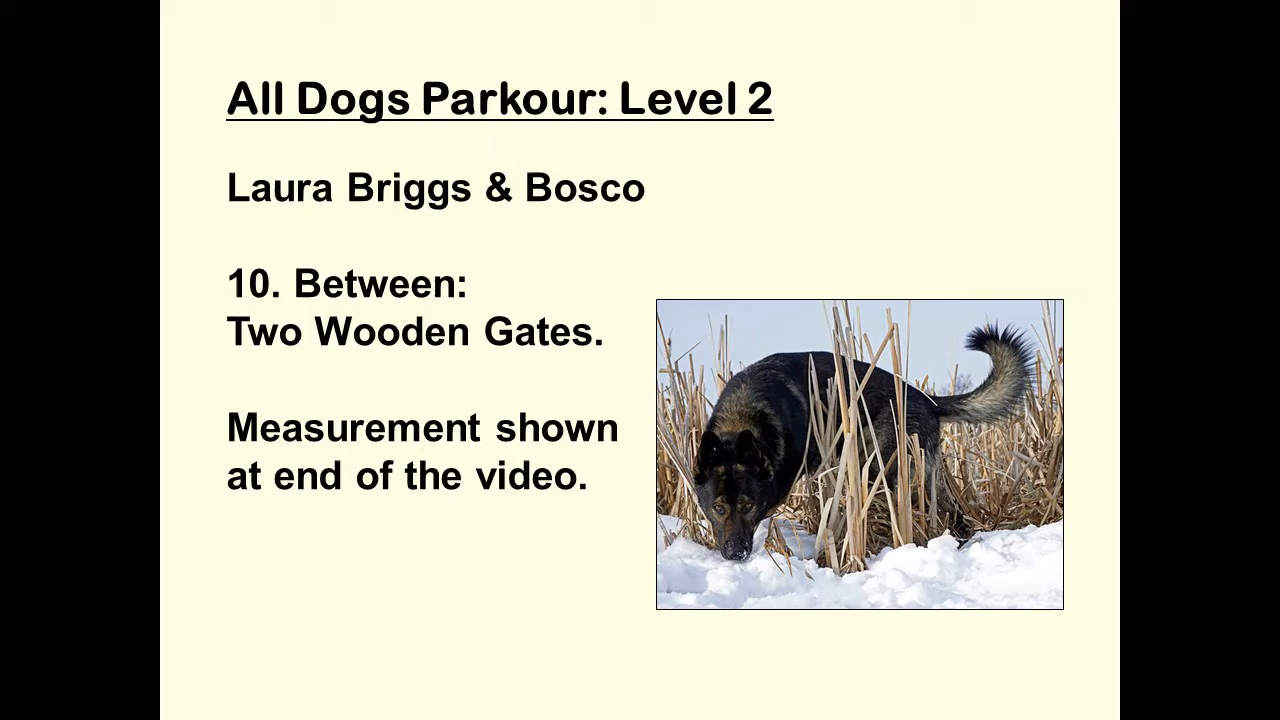 All Dogs Parkour: Level 2
Laura Briggs & Bosco
10. Between:
Two Wooden Gates.
Measurement shown
at end of the video.